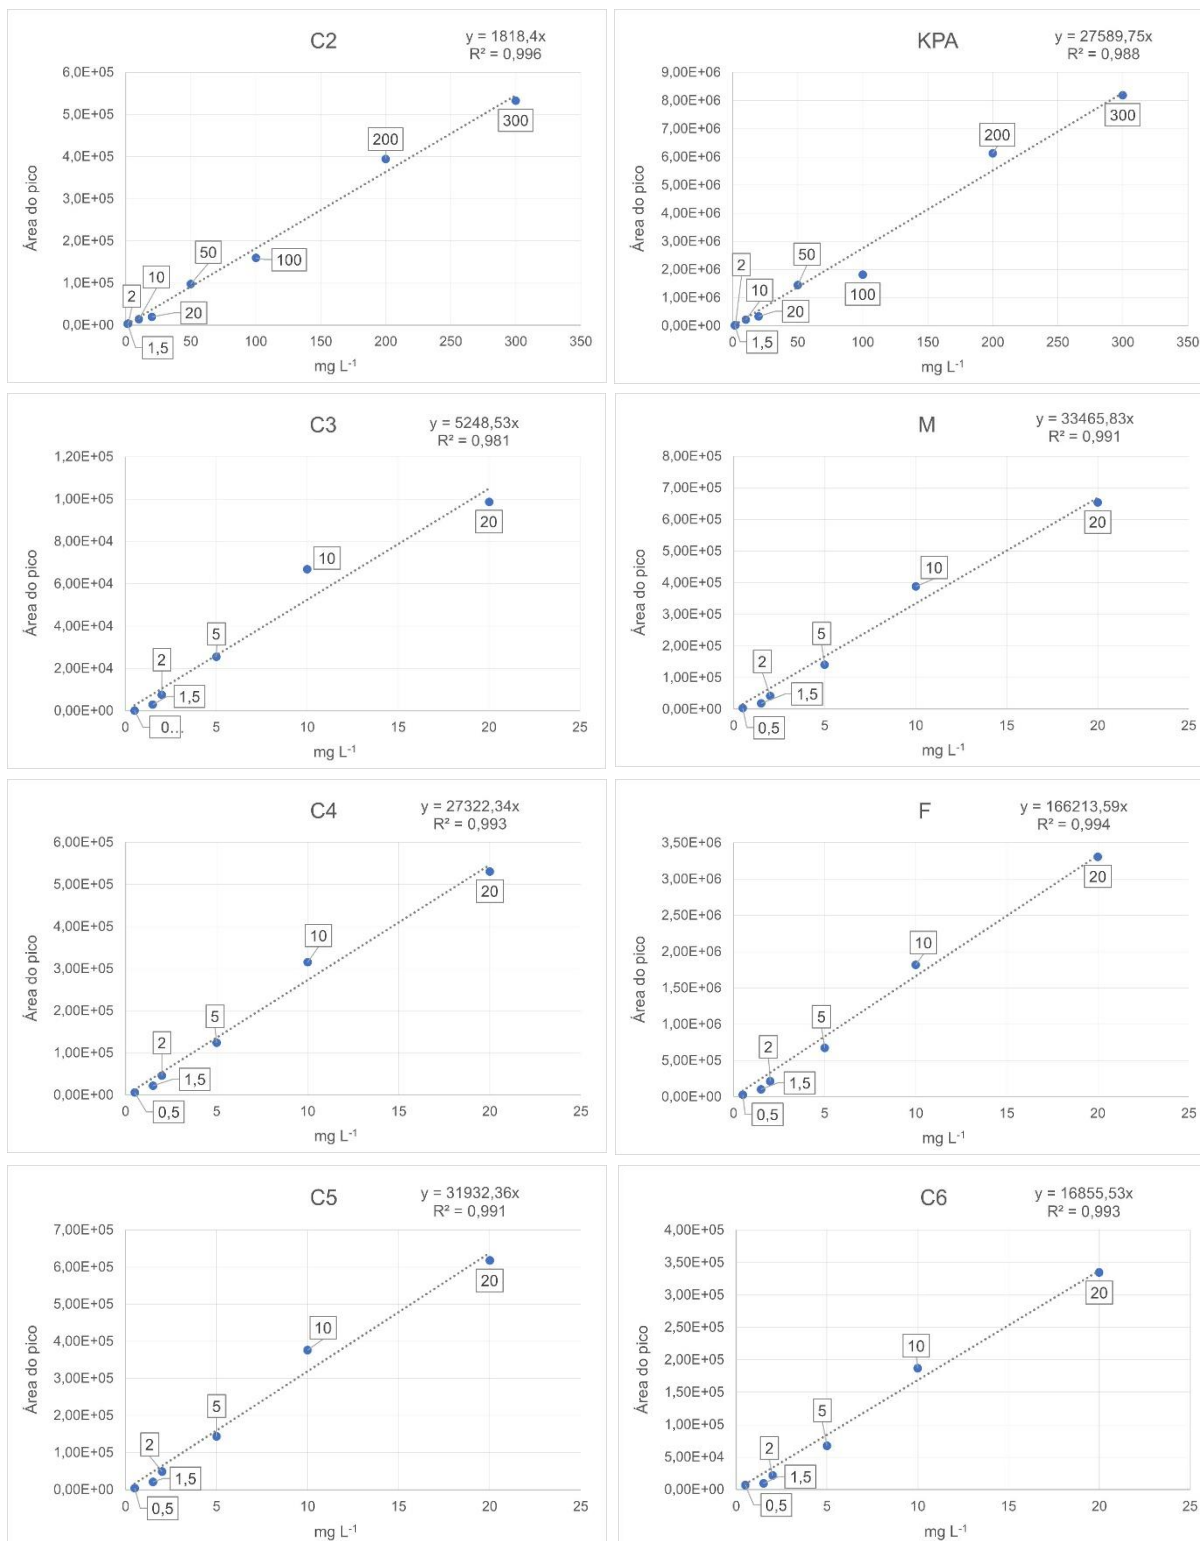 C2
y = 1818,4x
R² = 0,996
6,0E+05
5,0E+05
4,0E+05
3,0E+05
2,0E+05
1,0E+05
0,0E+00
Área do pico
2
10
50
200
300
1,5
20
100
0 50 100 150 200 250 300 350
mg L⁻¹
KPA
y = 27589,75x
R² = 0,988
9,00E+06
8,00E+06
7,00E+06
6,00E+06
5,00E+06
4,00E+06
3,00E+06
2,00E+06
1,00E+06
0,00E+00
Área do pico
2
10
50
200
300
1,5
20
100
0 50 100 150 200 250 300 350
mg L⁻¹
C3
y = 5248,53x
R² = 0,981
1,20E+05
1,00E+05
8,00E+04
6,00E+04
4,00E+04
2,00E+04
0,00E+00
Área do pico
0...
1,5
2
5
10
20
0 5 10 15 20 25
mg L⁻¹
M
y = 33465,83x
R² = 0,991
8,00E+05
7,00E+05
6,00E+05
5,00E+05
4,00E+05
3,00E+05
2,00E+05
1,00E+05
0,00E+00
Área do pico
0,5
1,5
2
5
10
20
0 5 10 15 20 25
mg L⁻¹
C4
y = 27322,34x
R² = 0,993
6,00E+05
5,00E+05
4,00E+05
3,00E+05
2,00E+05
1,00E+05
0,00E+00
Área do pico
0,5
1,5
2
5
10
20
0 5 10 15 20 25
mg L⁻¹
F
y = 166213,59x
R² = 0,994
3,50E+06
3,00E+06
2,50E+06
2,00E+06
1,50E+06
1,00E+06
5,00E+05
0,00E+00
Área do pico
0,5
1,5
2
5
10
20
0 5 10 15 20 25
mg L⁻¹
C5
y = 31932,36x
R² = 0,991
7,00E+05
6,00E+05
5,00E+05
4,00E+05
3,00E+05
2,00E+05
1,00E+05
0,00E+00
Área do pico
0,5
1,5
2
5
10
20
0 5 10 15 20 25
mg L⁻¹
C6
y = 16855,53x
R² = 0,993
4,00E+05
3,50E+05
3,00E+05
2,50E+05
2,00E+05
1,50E+05
1,00E+05
5,00E+04
0,00E+00
Área do pico
0,5
1,5
2
5
10
20
0 5 10 15 20 25
mg L⁻¹